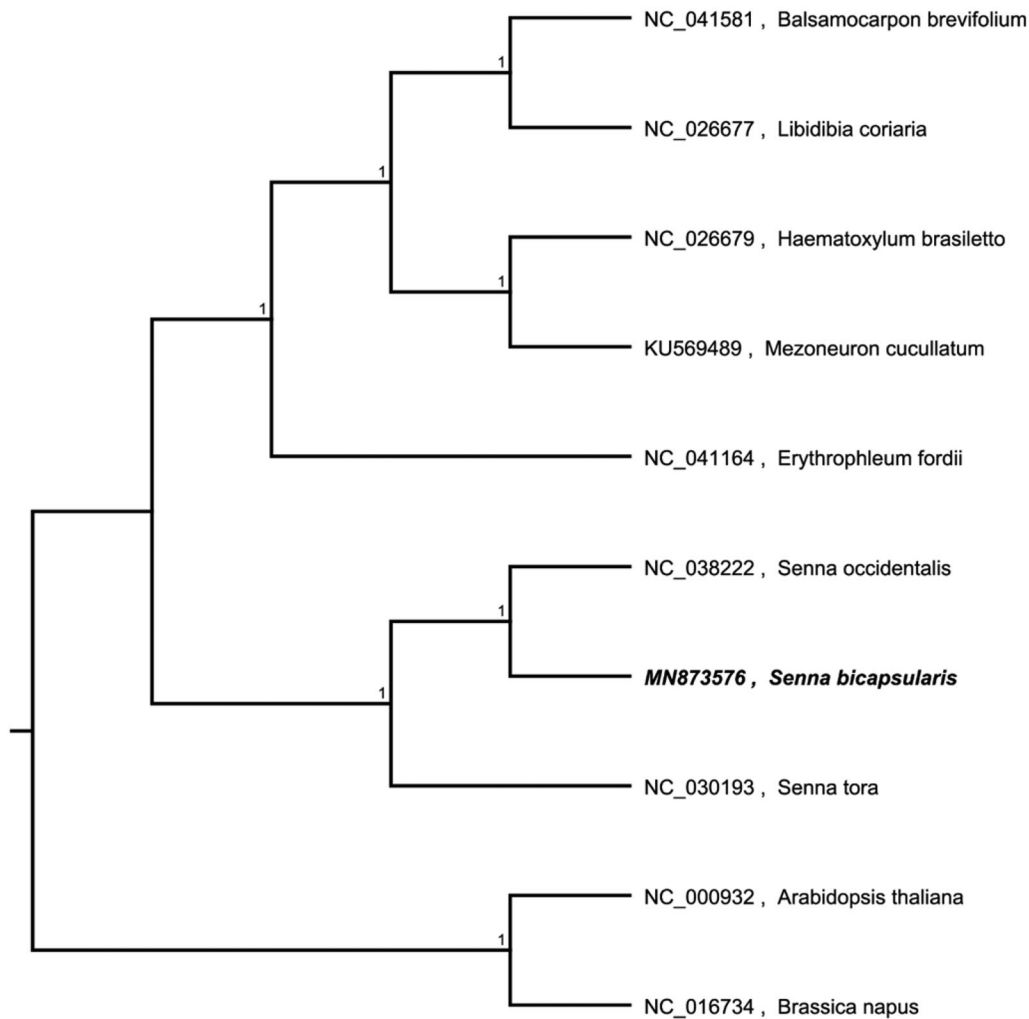 NC_041581 , Balsamocarpon brevifolium
1
NC_026677 , Libidibia coriaria
1
NC_026679 , Haematoxylum brasiletto
1
1
KU569489 , Mezoneuron cucullatum
NC_041164 , Erythrophleum fordii
NC_038222 , Senna occidentalis
1
MN873576 , Senna bicapsularis
1
NC_030193 , Senna tora
NC_000932 , Arabidopsis thaliana
1
NC_016734 , Brassica napus